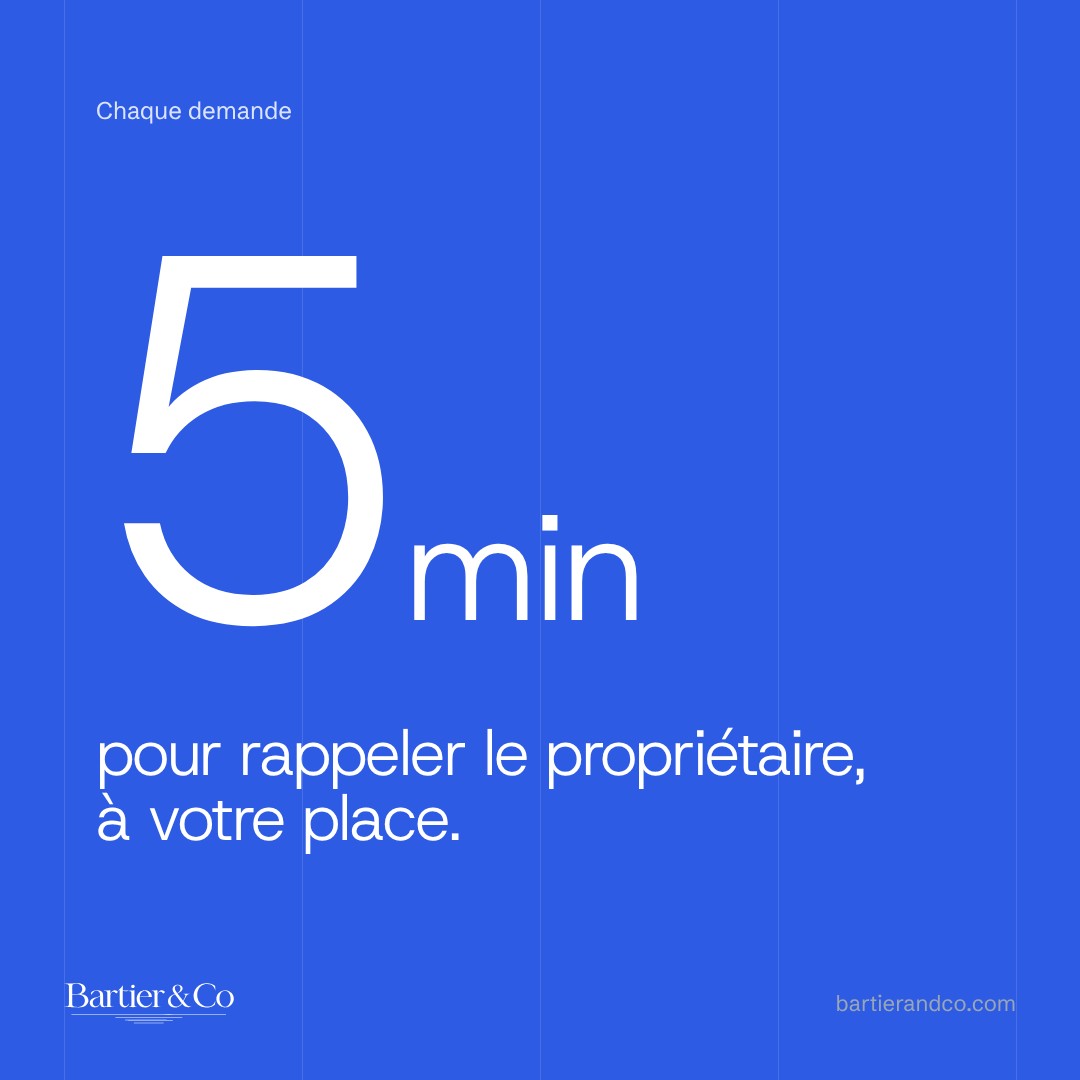 Chaque demande
5 min
pour rappeler le propriétaire,
à votre place.
Bartier & Co
bartierandco.com